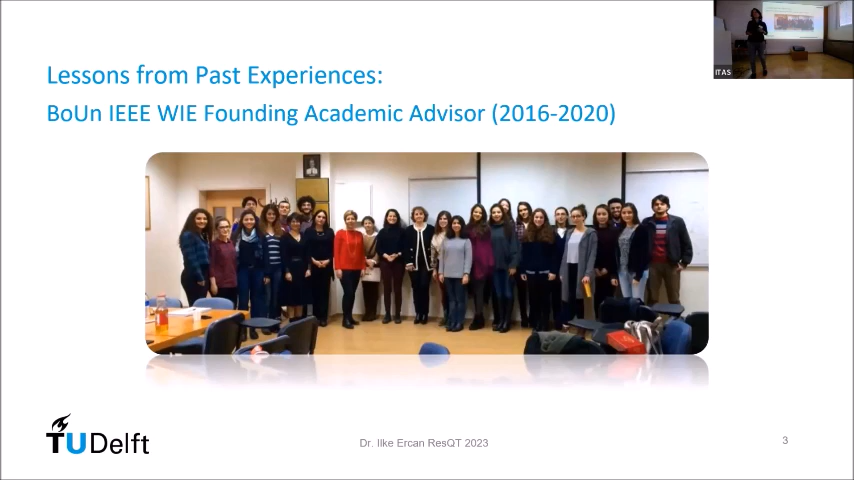 ITAS
Lessons from Past Experiences:
BoUn IEEE WIE Founding Academic Advisor (2016-2020)
TUDelft
Dr. Ilke Ercan ResQT 2023
3